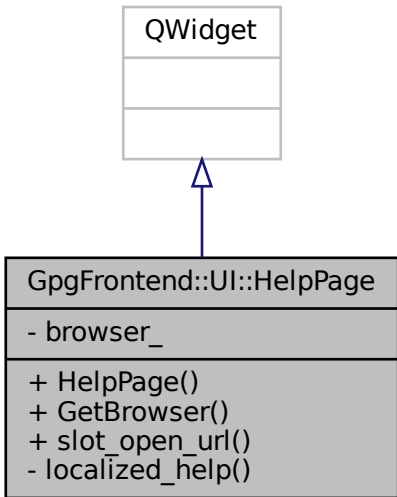 QWidget
GpgFrontend::UI::HelpPage
- browser_
+ HelpPage()
+ GetBrowser()
+ slot_open_url()
- localized_help()